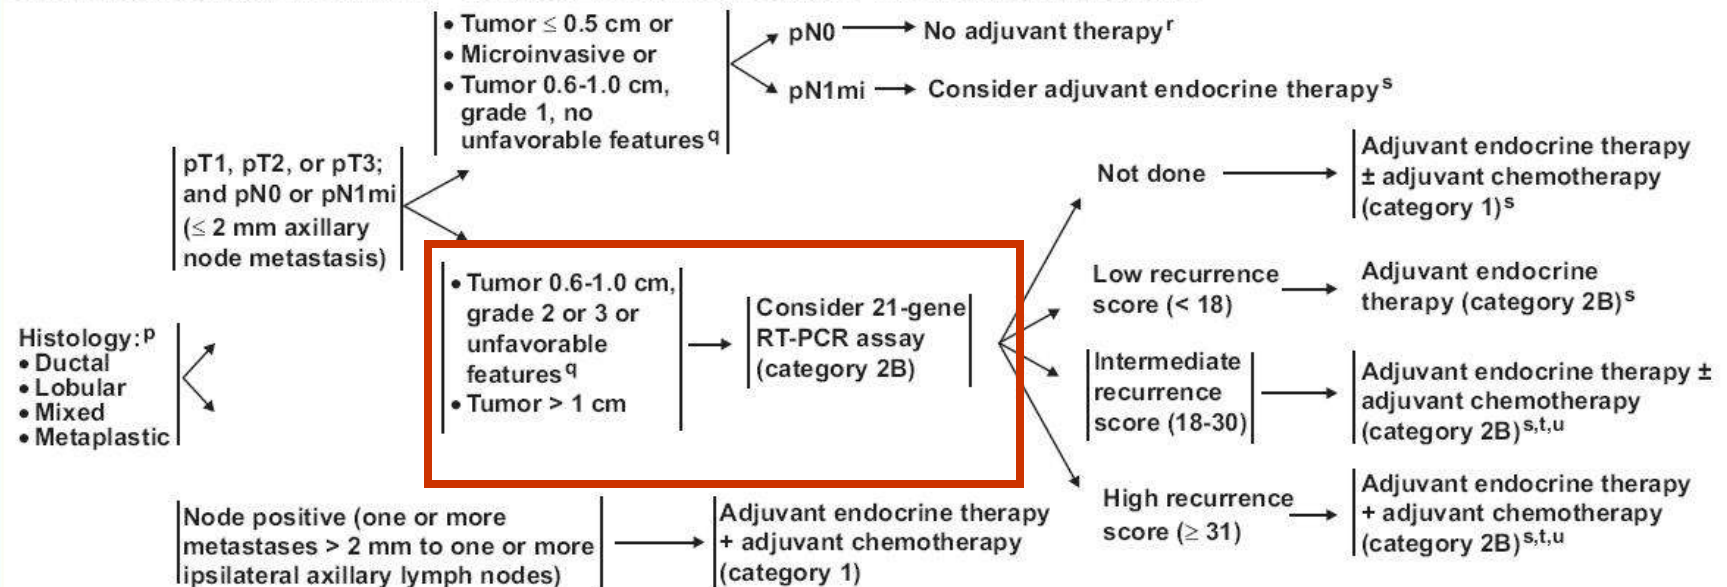 • Tumor ≤ 0.5 cm or
• Microinvasive or
• Tumor 0.6-1.0 cm,
grade 1, no
unfavorable features q
pN0
No adjuvant therapy r
pN1mi
Consider adjuvant endocrine therapy s
pT1, pT2, or pT3;
and pN0 or pN1mi
(≤ 2 mm axillary
node metastasis)
Histology: p
• Ductal
• Lobular
• Mixed
• Metaplastic
• Tumor 0.6-1.0 cm,
grade 2 or 3 or
unfavorable
features q
• Tumor > 1 cm
Consider 21-gene
RT-PCR assay
(category 2B)
Not done
Adjuvant endocrine therapy
± adjuvant chemotherapy
(category 1) s
Low recurrence
score (< 18)
Adjuvant endocrine
therapy (category 2B) s
Intermediate
recurrence
score (18-30)
Adjuvant endocrine therapy ±
adjuvant chemotherapy
(category 2B) s,t,u
High recurrence
score (≥ 31)
Adjuvant endocrine therapy
+ adjuvant chemotherapy
(category 2B) s,t,u
Node positive (one or more
metastases > 2 mm to one or more
ipsilateral axillary lymph nodes)
Adjuvant endocrine therapy
+ adjuvant chemotherapy
(category 1)